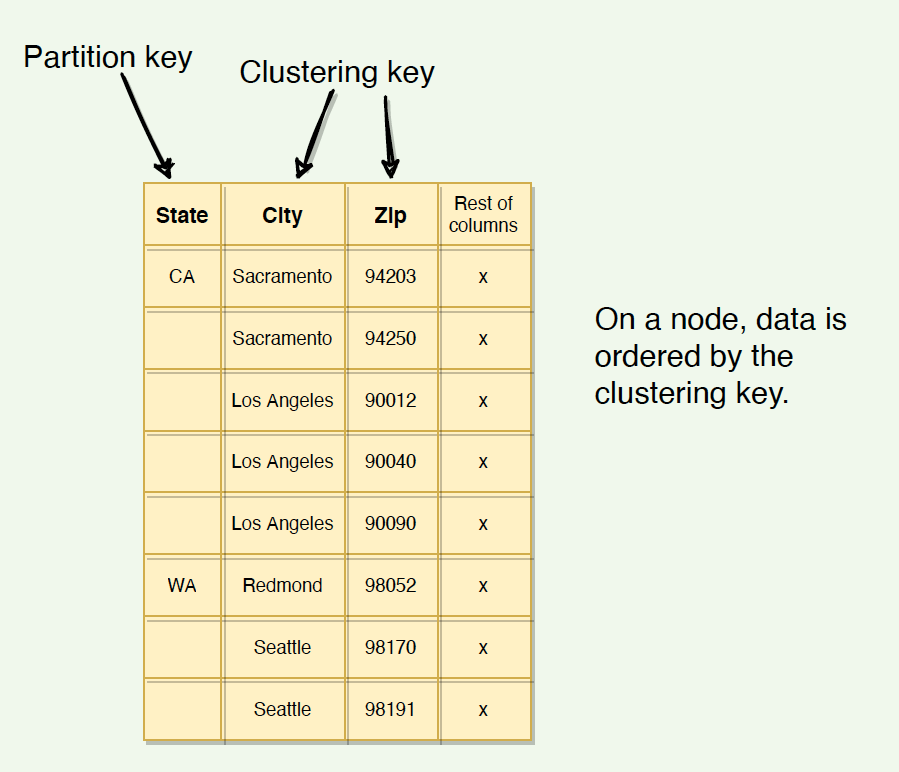 Partition key
Clustering key
State City Zip Rest of columns
CA Sacramento 94203 x
Sacramento 94250 x
Los Angeles 90012 x
Los Angeles 90040 x
Los Angeles 90090 x
WA Redmond 98052 x
Seattle 98170 x
Seattle 98191 x
On a node, data is
ordered by the
clustering key.